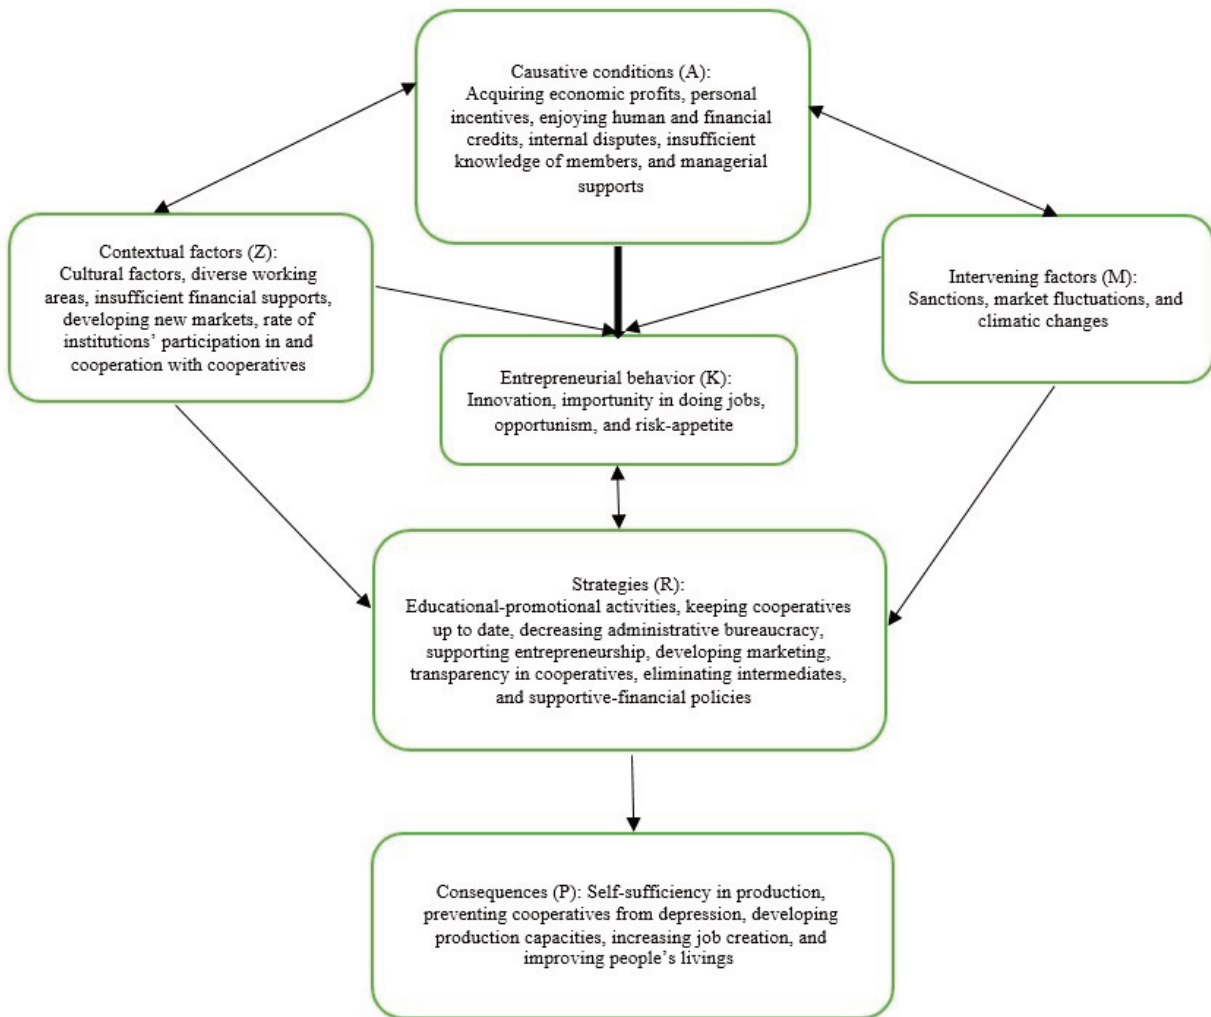 Causative conditions (A):
Acquiring economic profits, personal
incentives, enjoying human and financial
credits, internal disputes, insufficient
knowledge of members, and managerial
supports
Contextual factors (Z):
Cultural factors, diverse working
areas, insufficient financial supports,
developing new markets, rate of
institutions’ participation in and
cooperation with cooperatives
Intervening factors (M):
Sanctions, market fluctuations, and
climatic changes
Entrepreneurial behavior (K):
Innovation, importunity in doing jobs,
opportunism, and risk-appetite
Strategies (R):
Educational-promotional activities, keeping cooperatives
up to date, decreasing administrative bureaucracy,
supporting entrepreneurship, developing marketing,
transparency in cooperatives, eliminating intermediates,
and supportive-financial policies
Consequences (P): Self-sufficiency in production,
preventing cooperatives from depression, developing
production capacities, increasing job creation, and
improving people’s livings